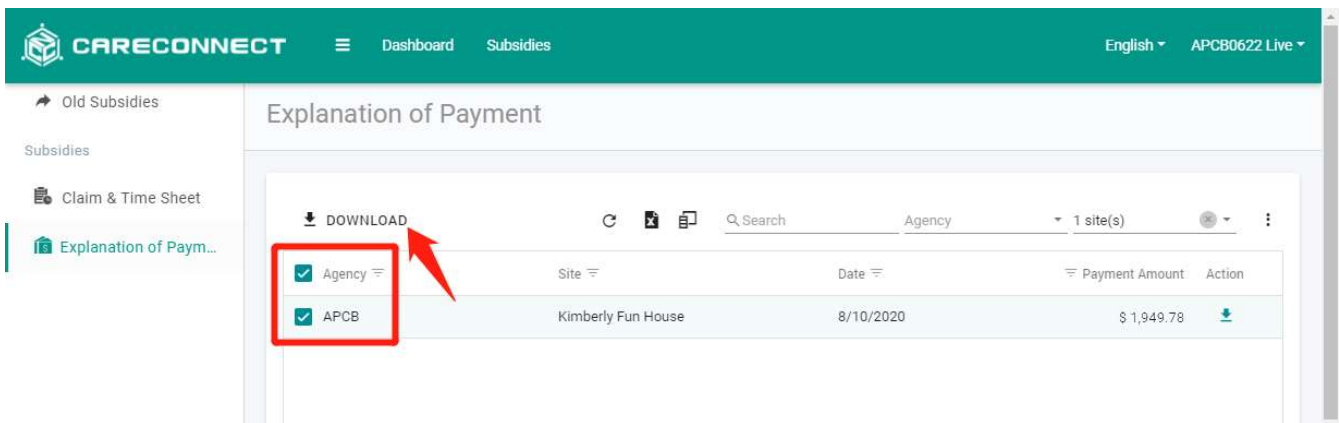 CARECONNECT Dashboard Subsidies English APCB0622 Live
Old Subsidies
Explanation of Payment
Subsidies
Claim & Time Sheet
Explanation of Paym...
DOWNLOAD Search Agency 1 site(s)
Agency Site Date Payment Amount Action
APCB Kimberly Fun House 8/10/2020 $ 1,949.78